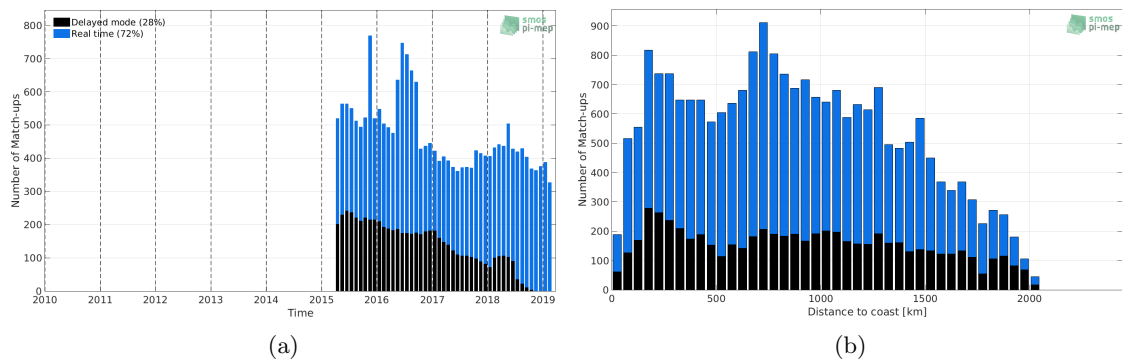 Delayed mode (28%)
Real time (72%)
smos
pi-mep
800
700
600
500
400
300
200
100
0
Number of Match-ups
2010
2011
2012
2013
2014
2015
2016
2017
2018
2019
Time
(a)
smos
pi-mep
900
800
700
600
500
400
300
200
100
0
Number of Match-ups
0
500
1000
1500
2000
Distance to coast [km]
(b)